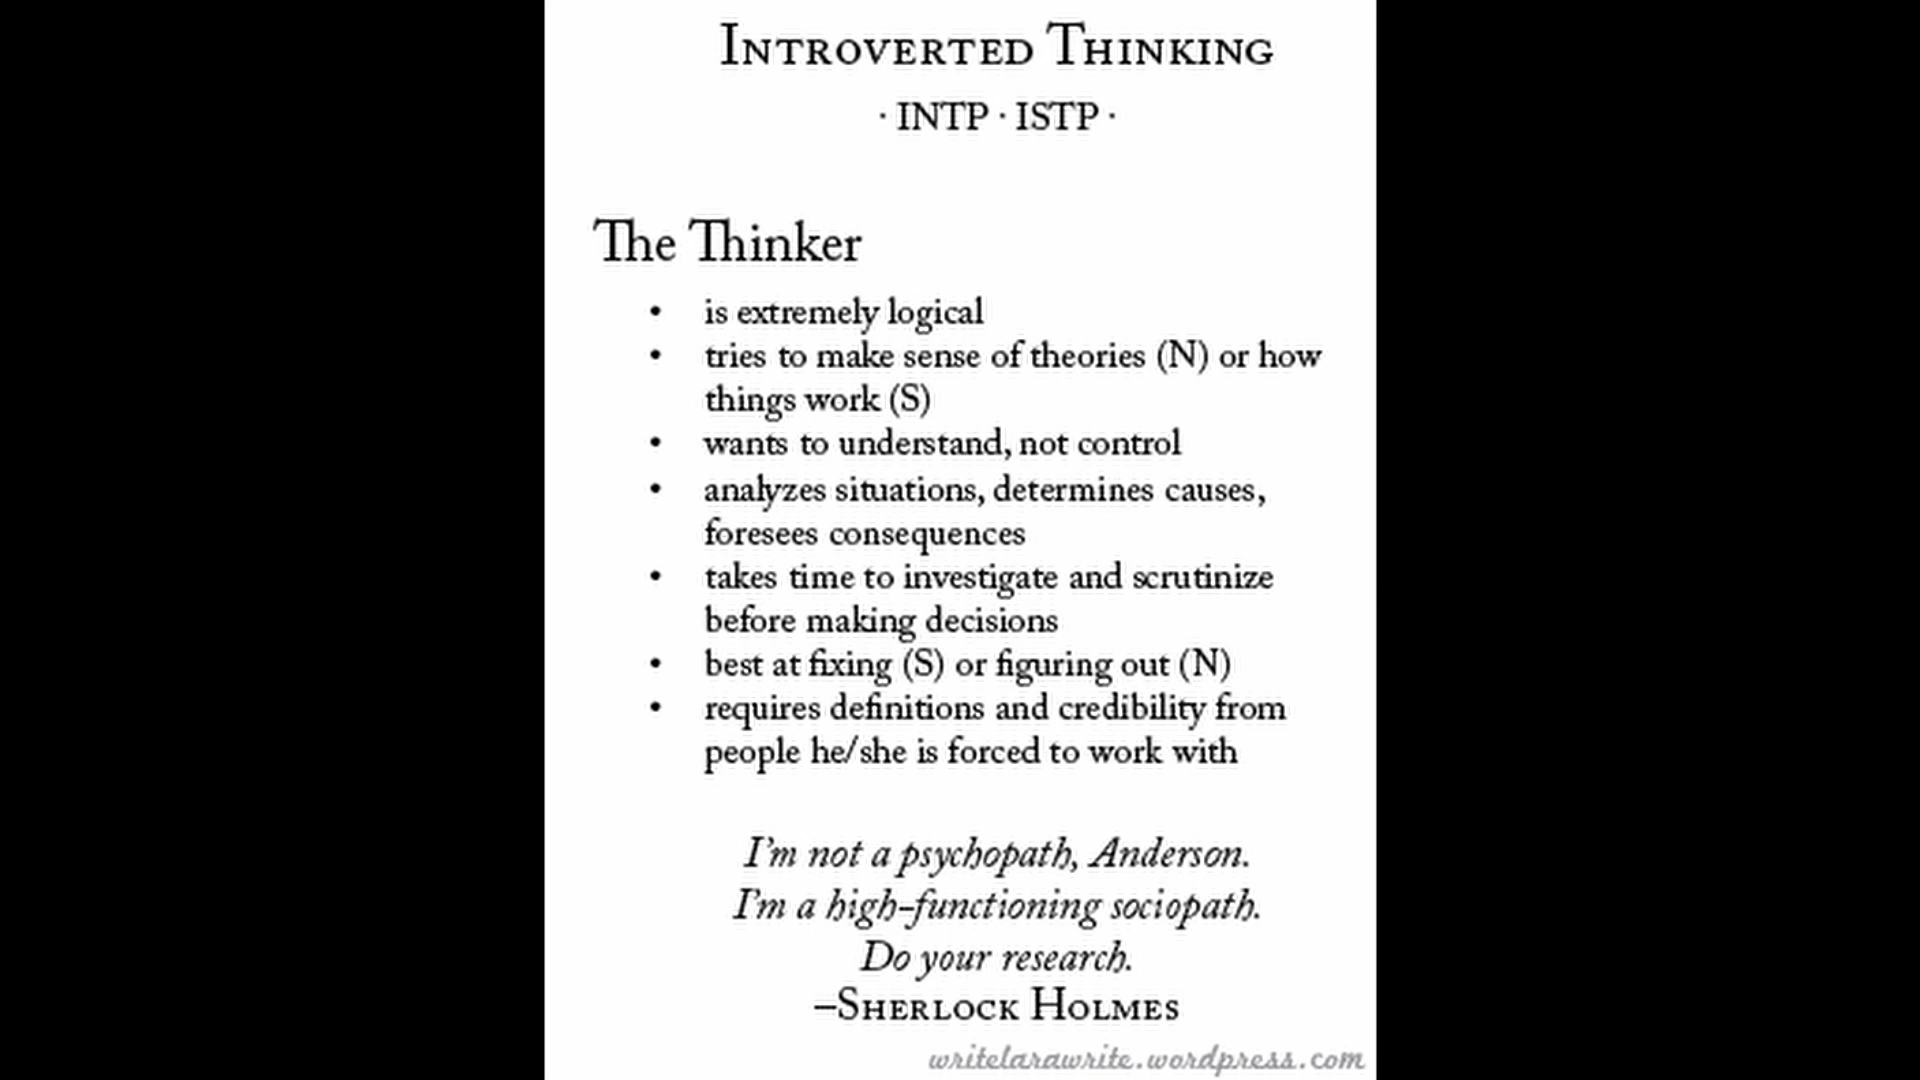 INTROVERTED THINKING
· INTP · ISTP ·
The Thinker
• is extremely logical
• tries to make sense of theories (N) or how
things work (S)
• wants to understand, not control
• analyzes situations, determines causes,
foresees consequences
• takes time to investigate and scrutinize
before making decisions
• best at fixing (S) or figuring out (N)
• requires definitions and credibility from
people he/she is forced to work with
I'm not a psychopath, Anderson.
I'm a high-functioning sociopath.
Do your research.
–SHERLOCK HOLMES
writelarawrite.wordpress.com